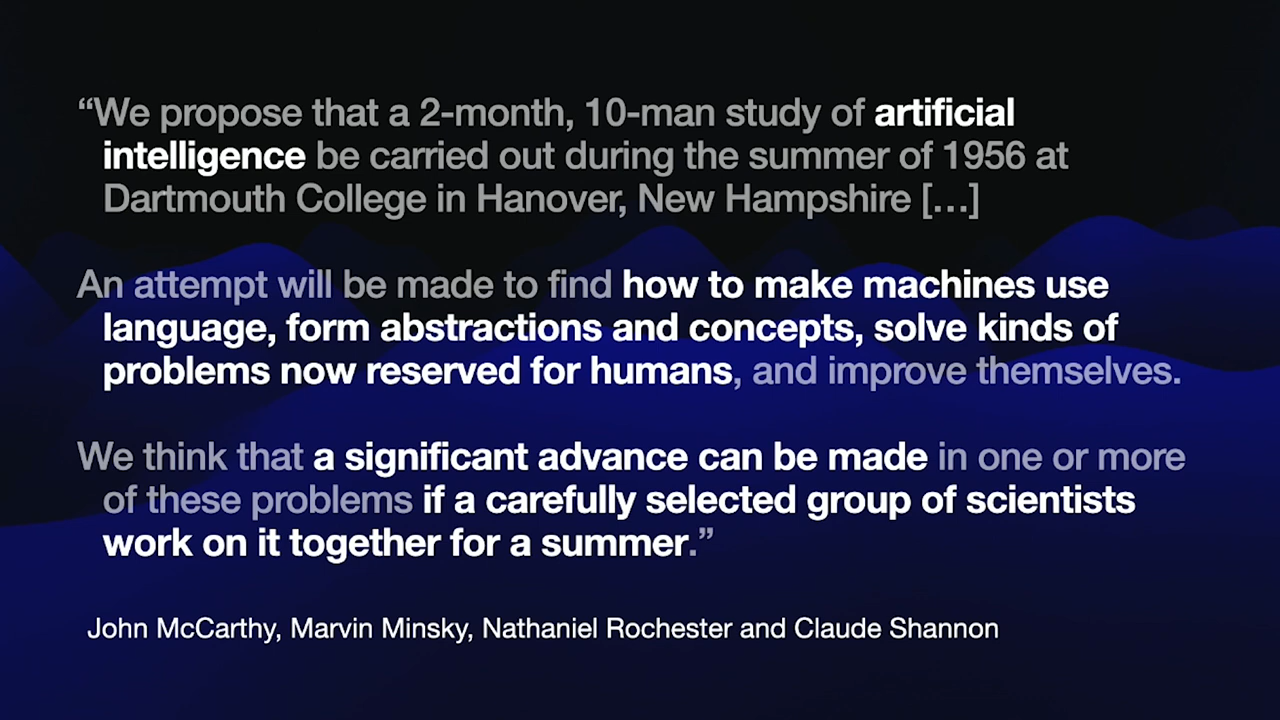 “We propose that a 2-month, 10-man study of artificial
intelligence be carried out during the summer of 1956 at
Dartmouth College in Hanover, New Hampshire […]
An attempt will be made to find how to make machines use
language, form abstractions and concepts, solve kinds of
problems now reserved for humans, and improve themselves.
We think that a significant advance can be made in one or more
of these problems if a carefully selected group of scientists
work on it together for a summer.”
John McCarthy, Marvin Minsky, Nathaniel Rochester and Claude Shannon